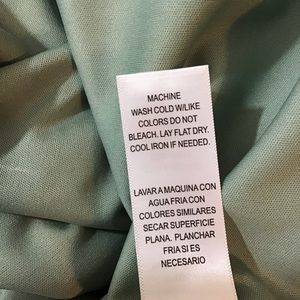 MACHINE
WASH COLD W/LIKE
COLORS DO NOT
BLEACH. LAY FLAT DRY.
COOL IRON IF NEEDED.
LAVAR A MAQUINA CON
AGUA FRIA CON
COLORES SIMILARES
SECAR SUPERFICIE
PLANA. PLANCHAR
FRIA SI ES
NECESARIO